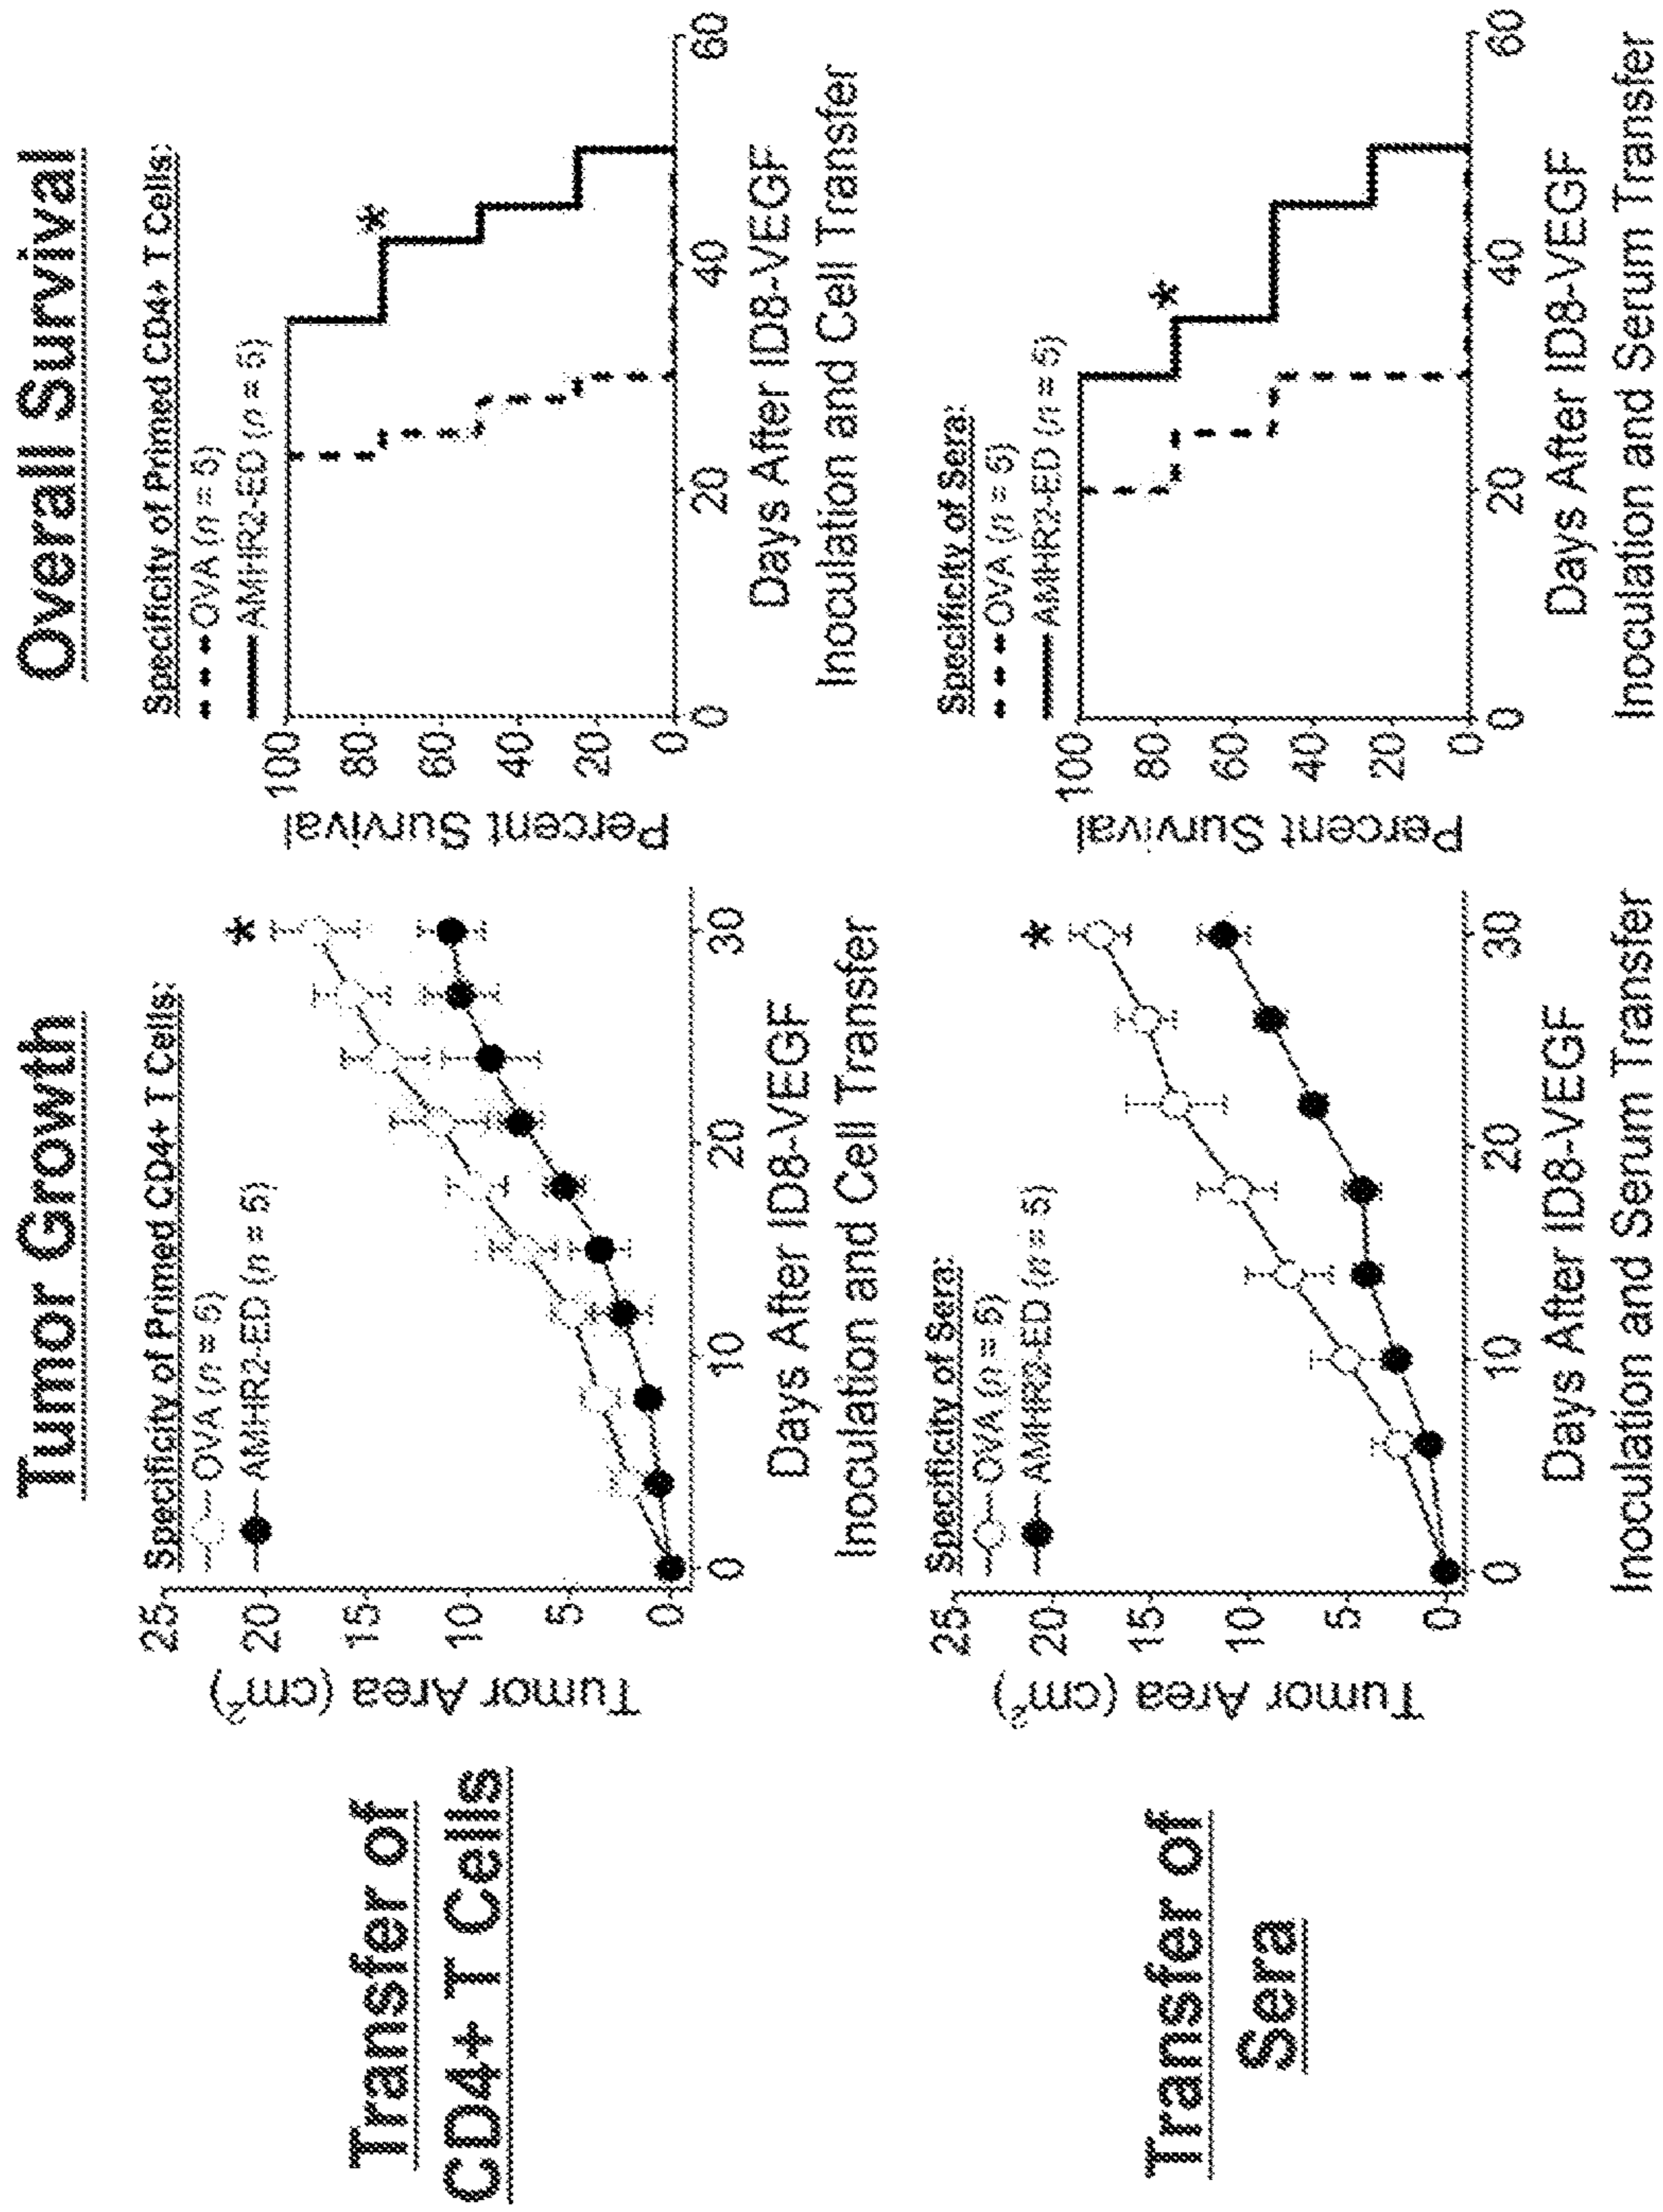 Tumor Growth
Overall Survival
Transfer of
CD4+ T Cells
Specificity of Primed CD4+ T Cells:
OVA (n = 5)
AMHR2-ED (n = 5)
Tumor Area (cm²)
25
20
15
10
5
0
0
10
20
30
*
Days After ID8-VEGF
Inoculation and Cell Transfer
Specificity of Primed CD4+ T Cells:
OVA (n = 5)
AMHR2-ED (n = 5)
Percent Survival
100
80
60
40
20
0
0
20
40
60
*
Days After ID8-VEGF
Inoculation and Cell Transfer
Transfer of
Sera
Specificity of Sera:
OVA (n = 5)
AMHR2-ED (n = 5)
Tumor Area (cm²)
25
20
15
10
5
0
0
10
20
30
*
Days After ID8-VEGF
Inoculation and Serum Transfer
Specificity of Sera:
OVA (n = 5)
AMHR2-ED (n = 5)
Percent Survival
100
80
60
40
20
0
0
20
40
60
*
Days After ID8-VEGF
Inoculation and Serum Transfer